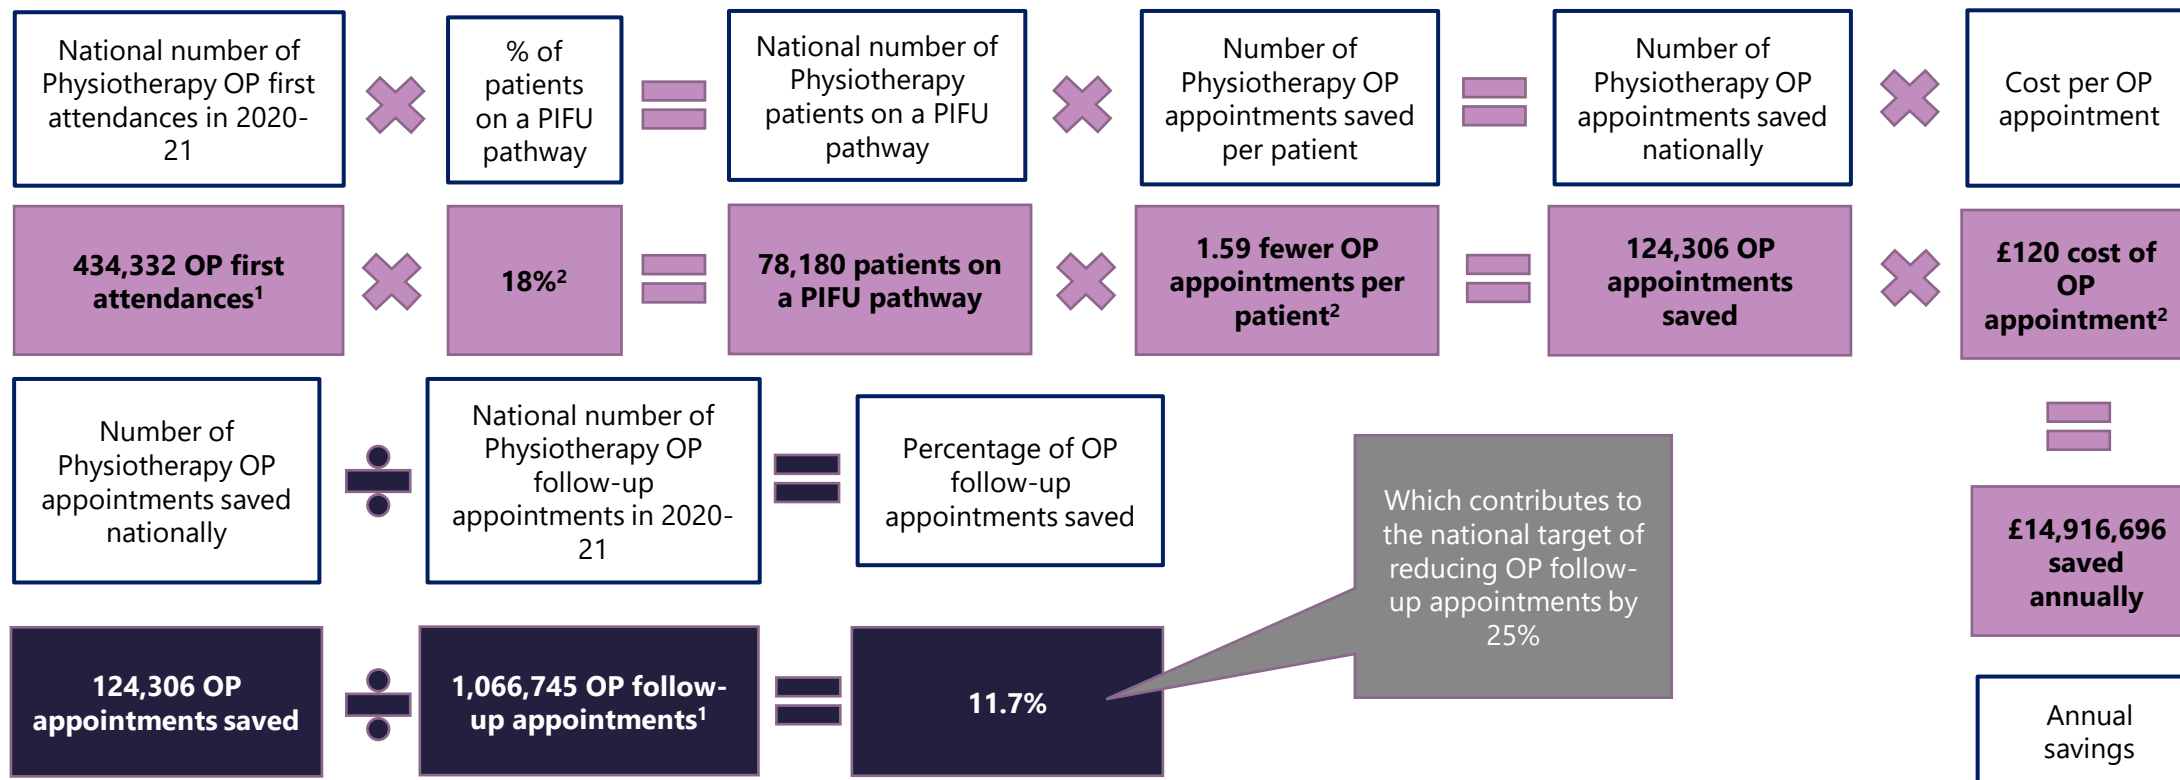 National number of
Physiotherapy OP first
attendances in 2020-
21
% of
patients
on a PIFU
pathway
National number of
Physiotherapy
patients on a PIFU
pathway
Number of
Physiotherapy OP
appointments saved
per patient
Number of
Physiotherapy OP
appointments saved
nationally
Cost per OP
appointment
434,332 OP first
attendances¹
18%²
78,180 patients on
a PIFU pathway
1.59 fewer OP
appointments per
patient²
124,306 OP
appointments
saved
£120 cost of
OP
appointment²
Number of
Physiotherapy OP
appointments saved
nationally
National number of
Physiotherapy OP
follow-up
appointments in 2020-
21
Percentage of OP
follow-up
appointments saved
Which contributes to
the national target of
reducing OP follow-
up appointments by
25%
£14,916,696
saved
annually
124,306 OP
appointments saved
1,066,745 OP follow-
up appointments¹
11.7%
Annual
savings